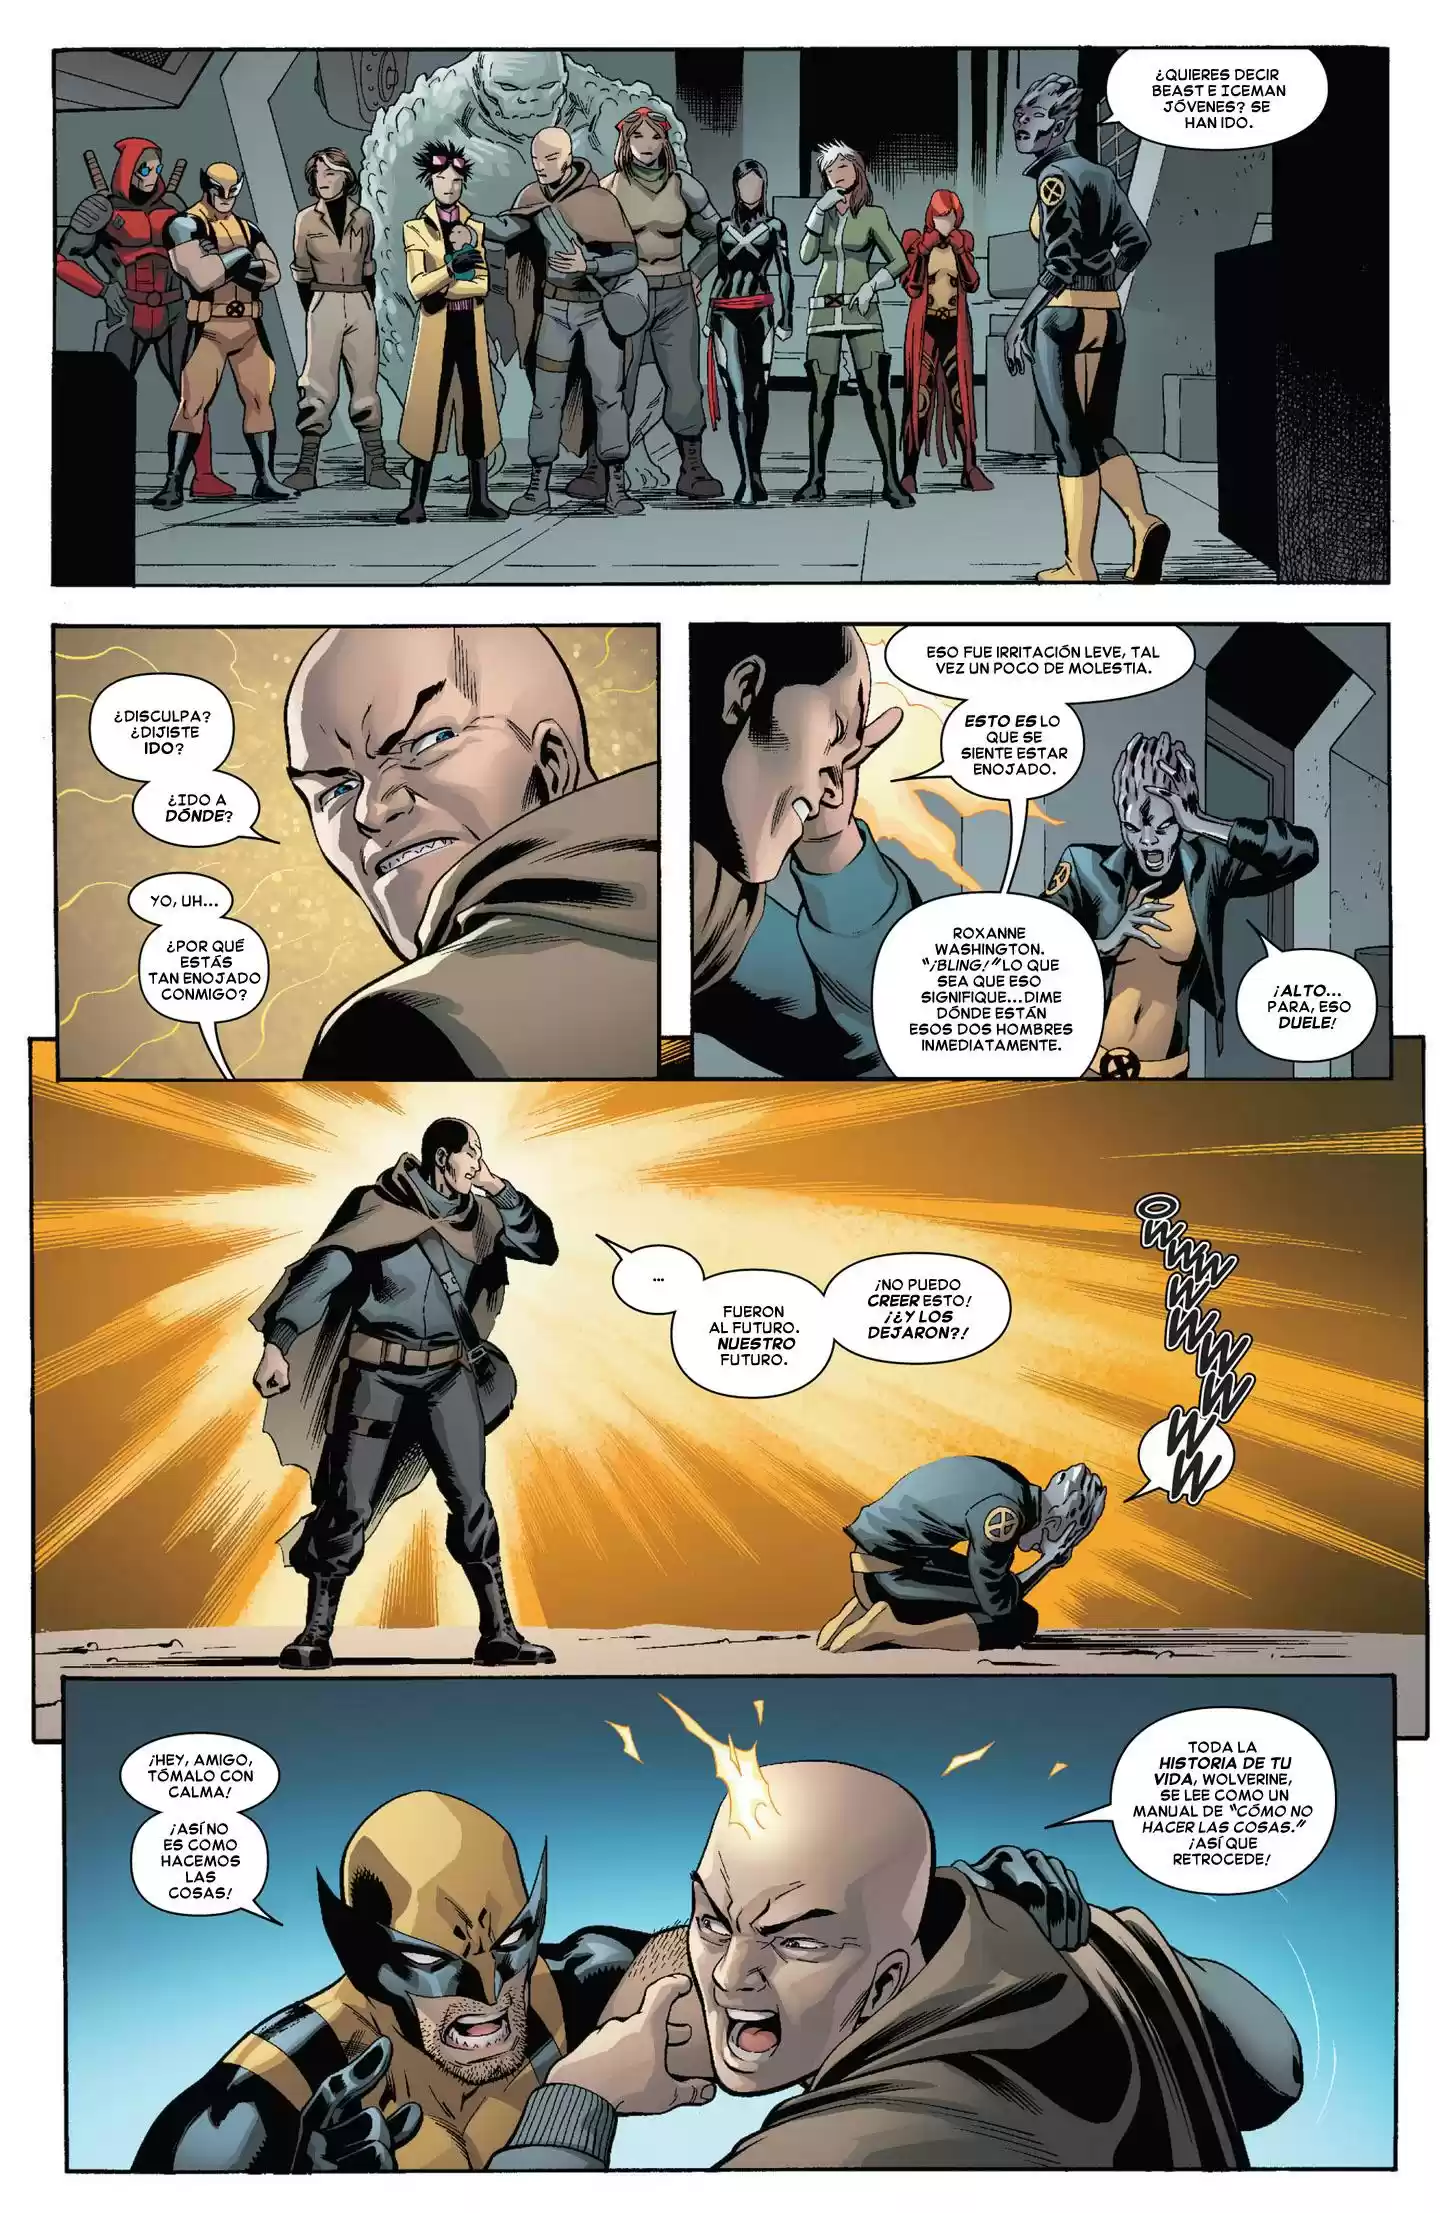 ¿QUIERES DECIR
BEAST E ICEMAN
JÓVENES? SE
HAN IDO.
¿DISCULPA?
¿DIJISTE
IDO?
¿IDO A
DÓNDE?
YO, UH...
¿POR QUÉ
ESTÁS
TAN ENOJADO
CONMIGO?
ESO FUE IRRITACIÓN LEVE, TAL
VEZ UN POCO DE MOLESTIA.
ESTO ES LO
QUE SE
SIENTE ESTAR
ENOJADO.
ROXANNE
WASHINGTON.
"¡BLING!" LO QUE
SEA QUE ESO
SIGNIFIQUE...DIME
DÓNDE ESTÁN
ESOS DOS HOMBRES
INMEDIATAMENTE.
¡ALTO...
PARA, ESO
DUELE!
...
FUERON
AL FUTURO.
NUESTRO
FUTURO.
¡NO PUEDO
CREER ESTO!
¡¿Y LOS
DEJARON?!
OWWWWWWWWW
¡HEY, AMIGO,
TÓMALO CON
CALMA!
¡ASÍ NO
ES COMO
HACEMOS
LAS
COSAS!
TODA LA
HISTORIA DE TU
VIDA, WOLVERINE,
SE LEE COMO UN
MANUAL DE "CÓMO NO
HACER LAS COSAS."
¡ASÍ QUE
RETROCEDE!